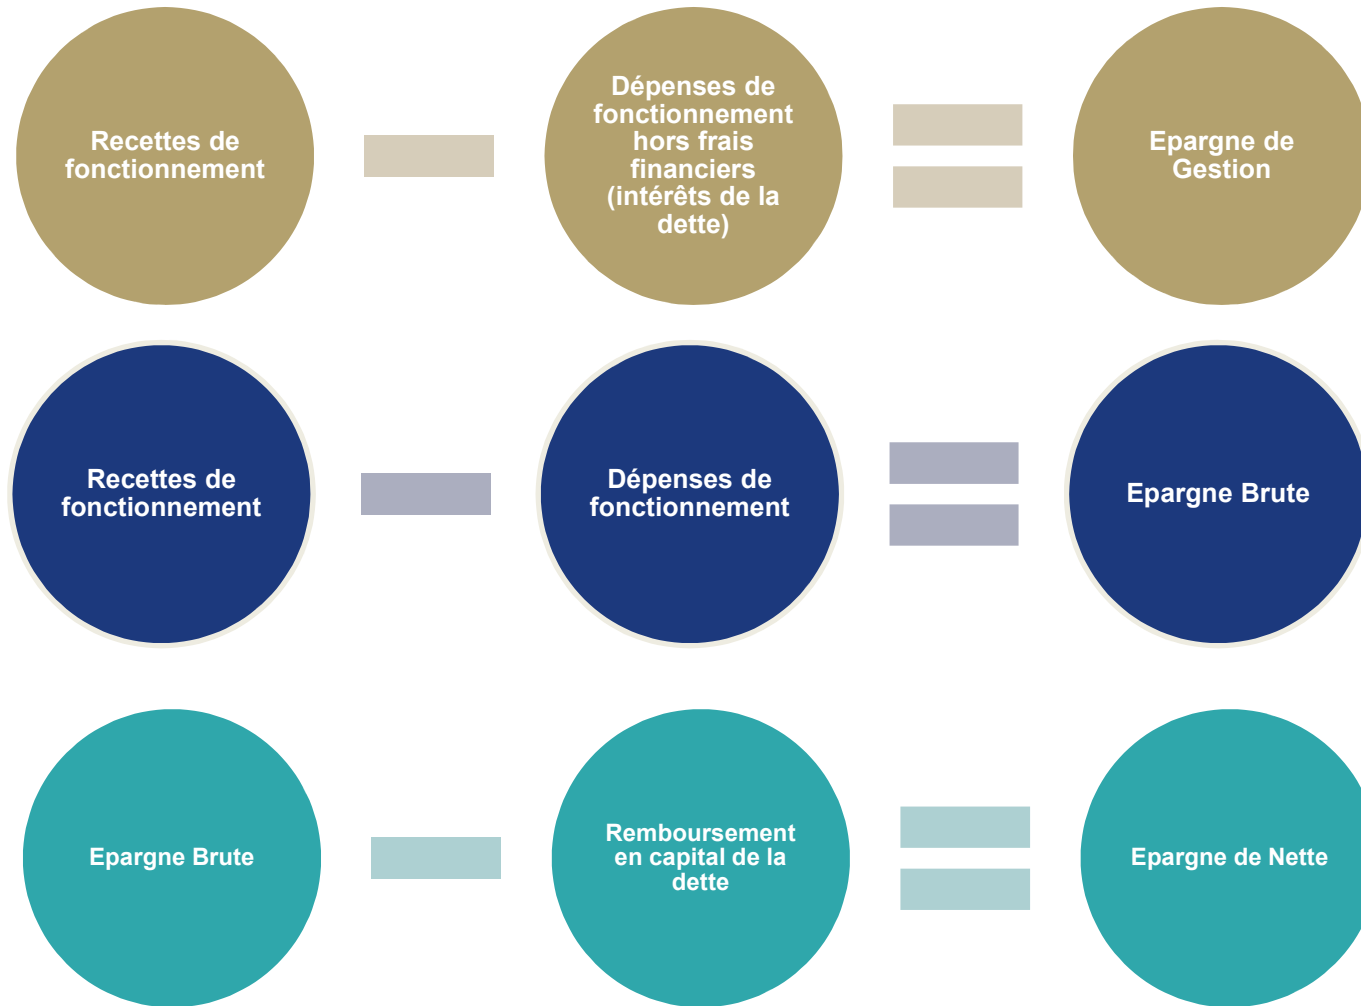 Recettes de
fonctionnement
Dépenses de
fonctionnement
hors frais
financiers
(intérêts de la
dette)
Epargne de
Gestion
Recettes de
fonctionnement
Dépenses de
fonctionnement
Epargne Brute
Epargne Brute
Remboursement
en capital de la
dette
Epargne de Nette